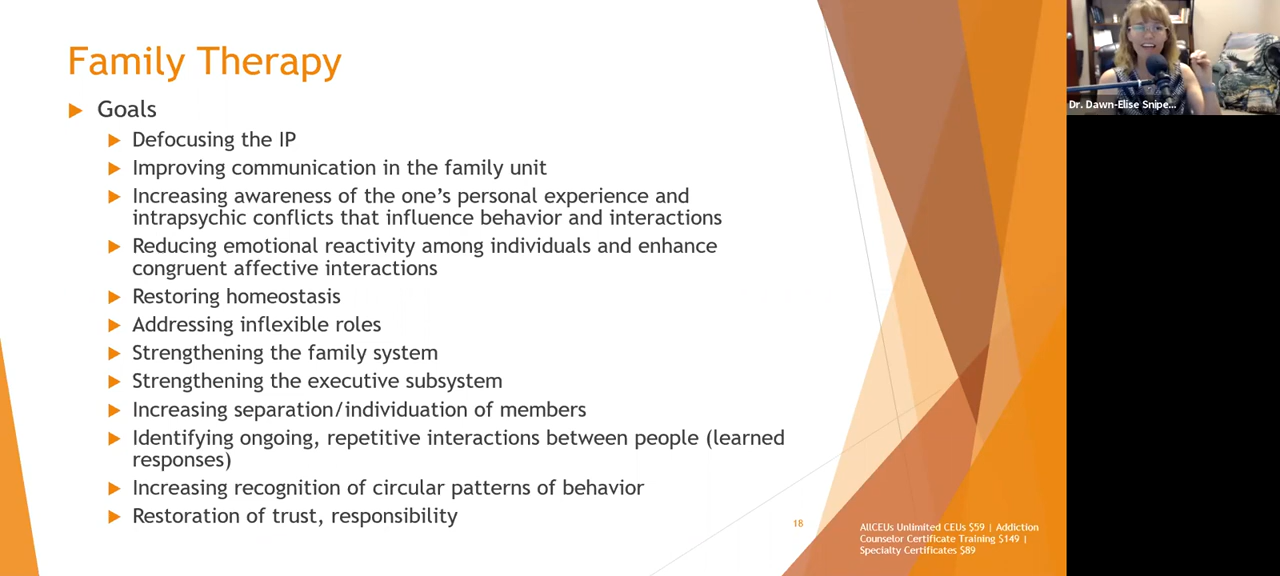 Family Therapy
Goals
Defocusing the IP
Improving communication in the family unit
Increasing awareness of the one's personal experience and
intrapsychic conflicts that influence behavior and interactions
Reducing emotional reactivity among individuals and enhance
congruent affective interactions
Restoring homeostasis
Addressing inflexible roles
Strengthening the family system
Strengthening the executive subsystem
Increasing separation/individuation of members
Identifying ongoing, repetitive interactions between people (learned
responses)
Increasing recognition of circular patterns of behavior
Restoration of trust, responsibility
18
AllCEUs Unlimited CEUs $59 | Addiction
Counselor Certificate Training $149 |
Specialty Certificates $89
Dr. Dawn-Elise Snipe...